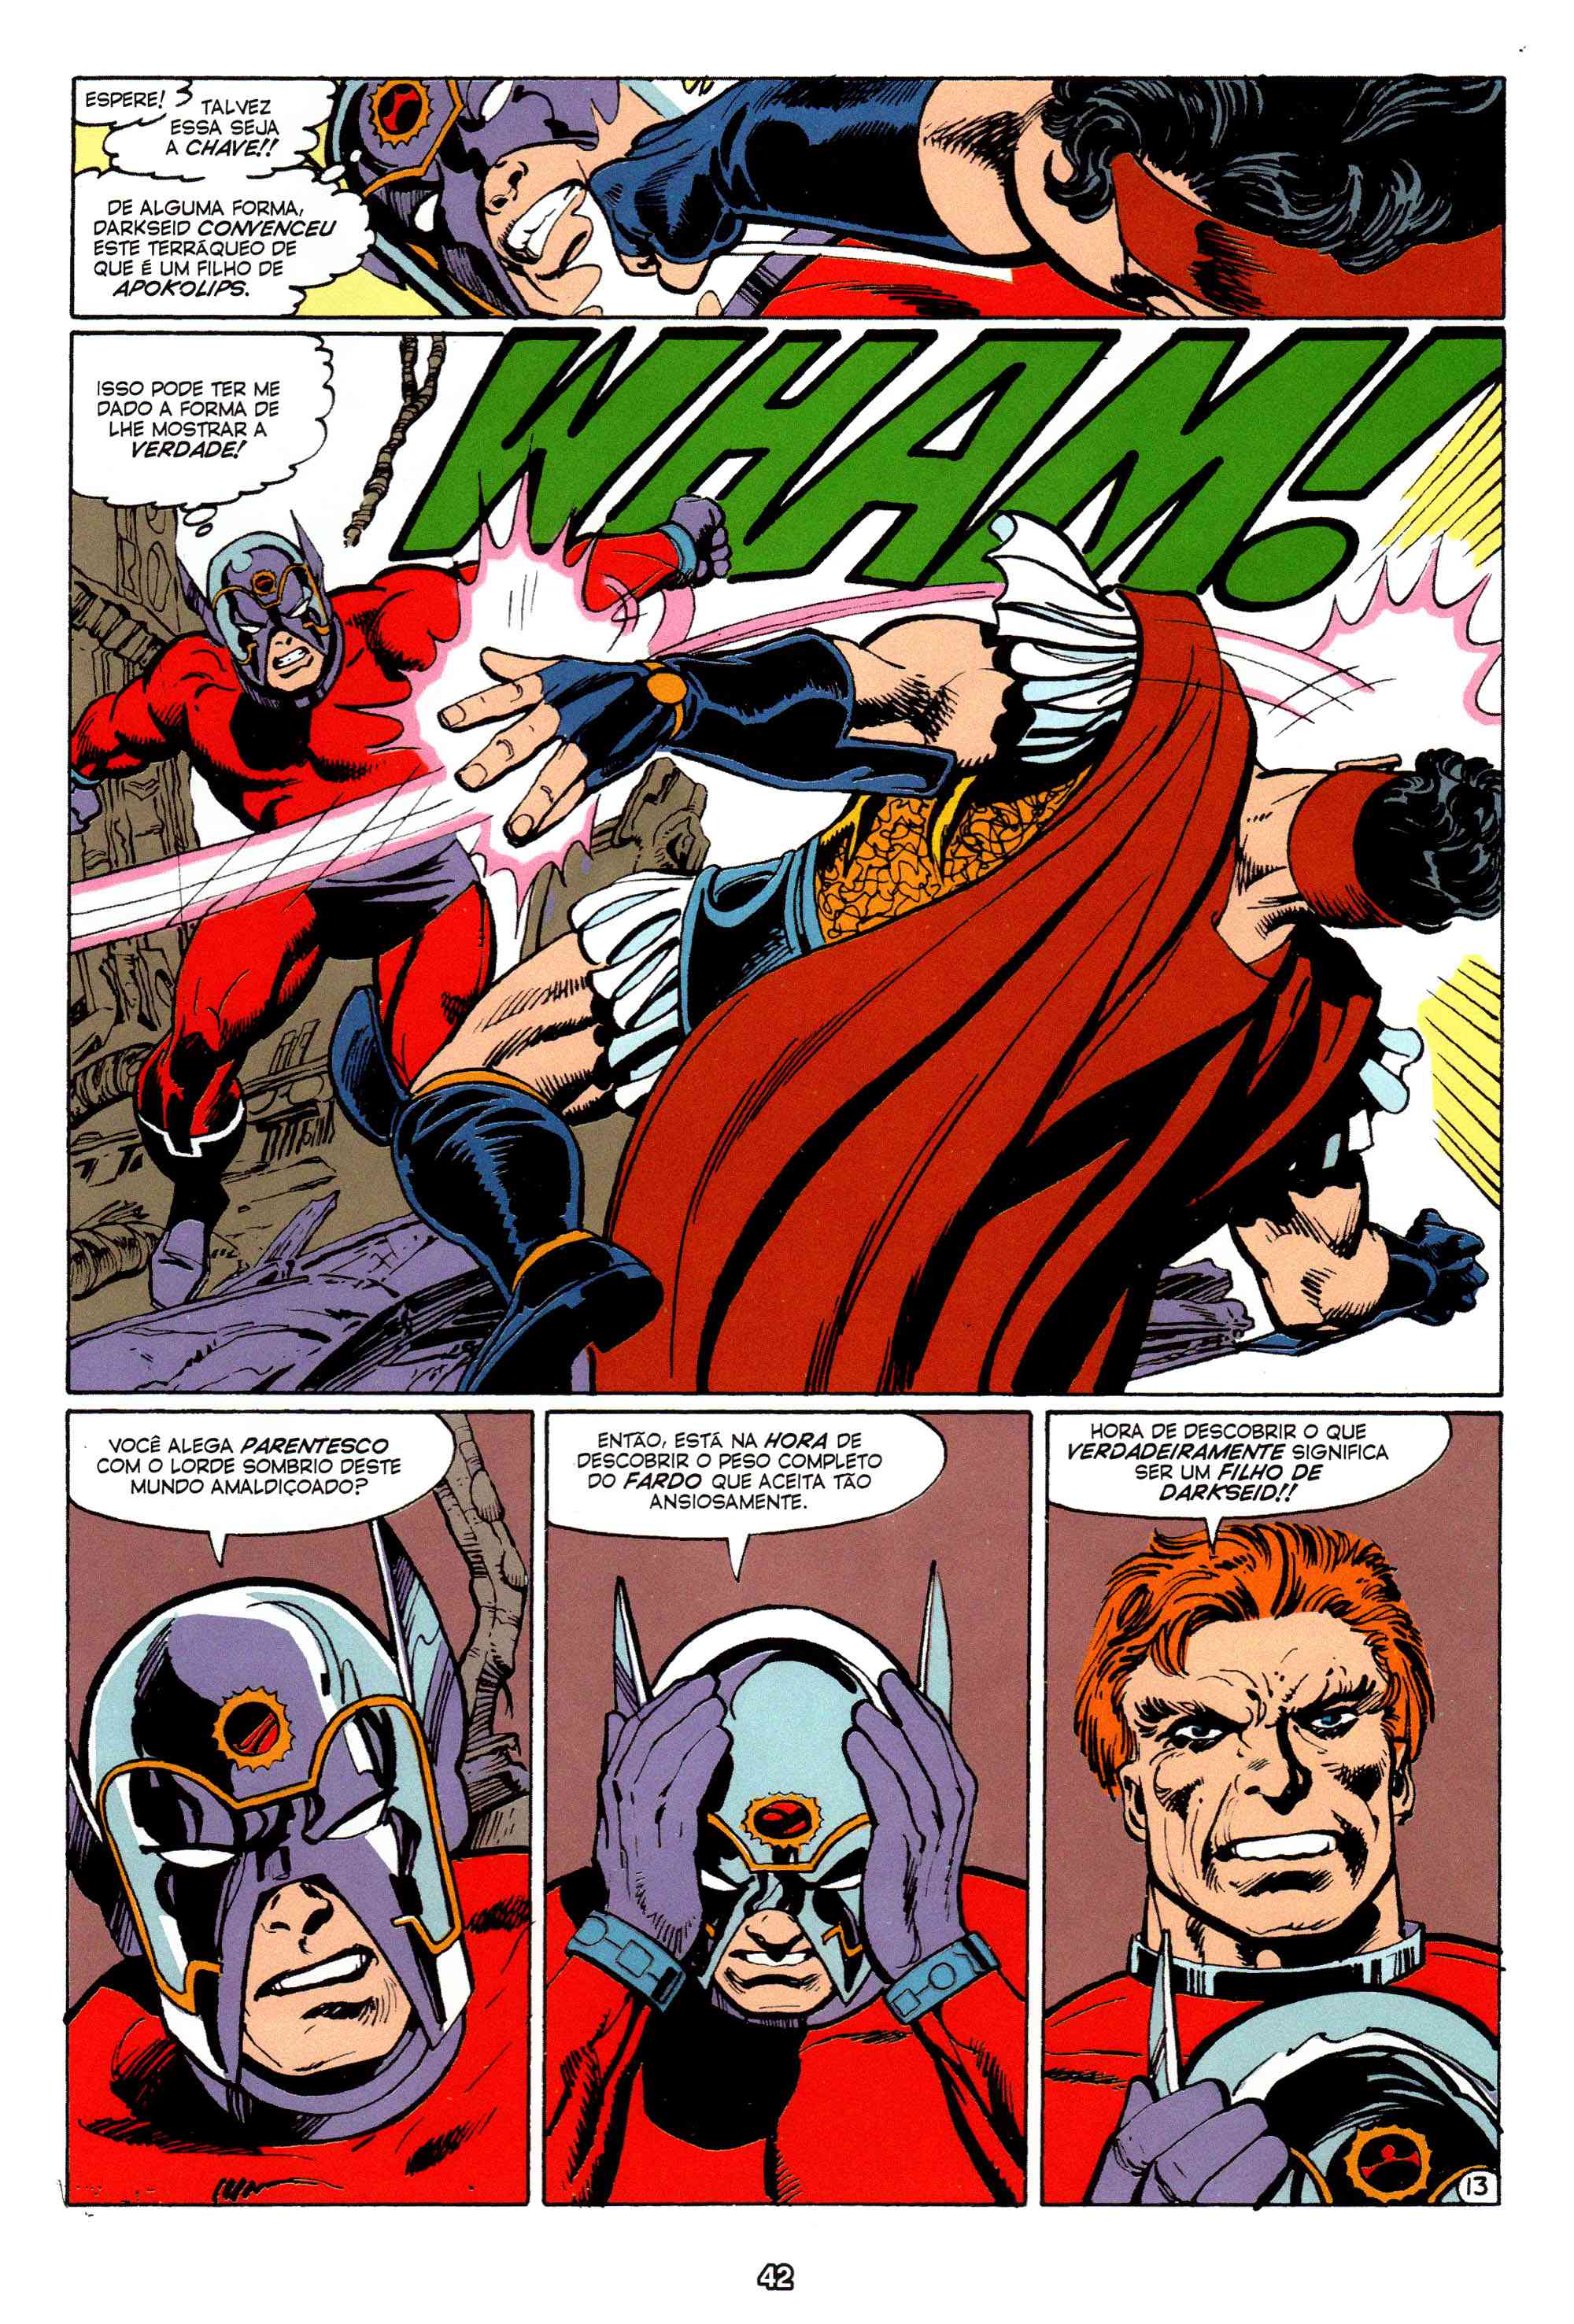 ESPERE!
TALVEZ
ESSA SEJA
A CHAVE!!
DE ALGUMA FORMA,
DARKSEID CONVENCEU
ESTE TERRÁQUEO DE
QUE É UM FILHO DE
APOKOLIPS.
ISSO PODE TER ME
DADO A FORMA DE
LHE MOSTRAR A
VERDADE!
WHAM!
VOCÊ ALEGA PARENTESCO
COM O LORDE SOMBRIO DESTE
MUNDO AMALDIÇOADO?
ENTÃO, ESTÁ NA HORA DE
DESCOBRIR O PESO COMPLETO
DO FARDO QUE ACEITA TÃO
ANSIOSAMENTE.
HORA DE DESCOBRIR O QUE
VERDADEIRAMENTE SIGNIFICA
SER UM FILHO DE
DARKSEID!!
13
42